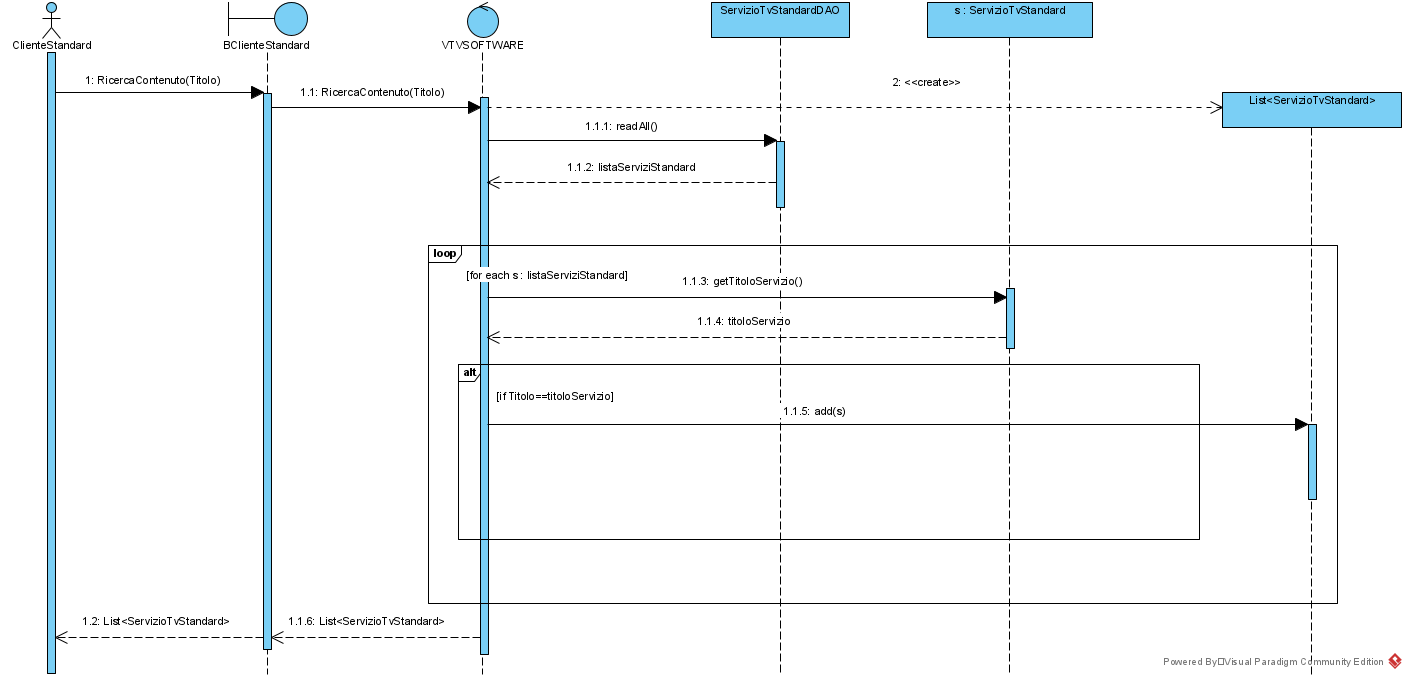 ServizioTvStandardDAO
s : ServizioTvStandard
ClienteStandard
BClienteStandard
VTVSOFTWARE
1: RicercaContenuto(Titolo)
1.1: RicercaContenuto(Titolo)
2: <<create>>
List<ServizioTvStandard>
1.1.1: readAll()
1.1.2: listaServiziStandard
loop
[for each s : listaServiziStandard]
1.1.3: getTitoloServizio()
1.1.4: titoloServizio
alt
[if Titolo==titoloServizio]
1.1.5: add(s)
1.2: List<ServizioTvStandard>
1.1.6: List<ServizioTvStandard>
Powered By Visual Paradigm Community Edition